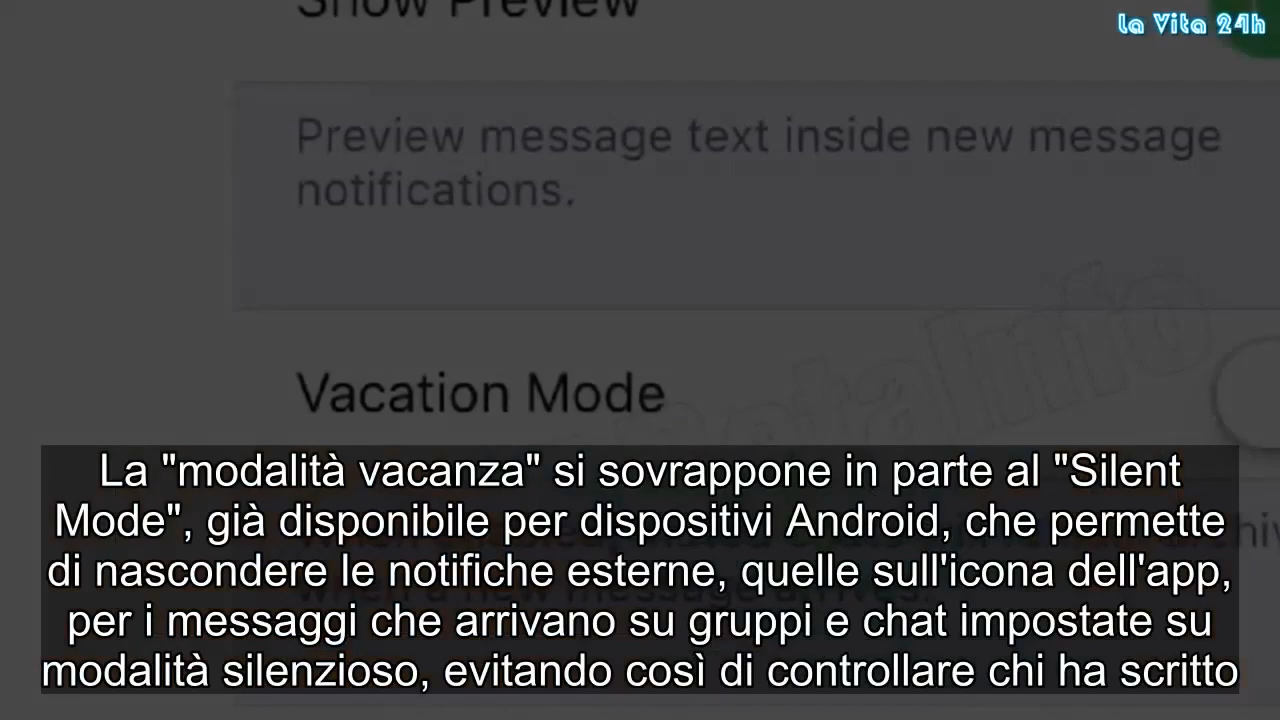 Show Preview
La Vita 24h
Preview message text inside new message
notifications.
Vacation Mode
La "modalità vacanza" si sovrappone in parte al "Silent
Mode", già disponibile per dispositivi Android, che permette
di nascondere le notifiche esterne, quelle sull'icona dell'app,
per i messaggi che arrivano su gruppi e chat impostate su
modalità silenzioso, evitando così di controllare chi ha scritto